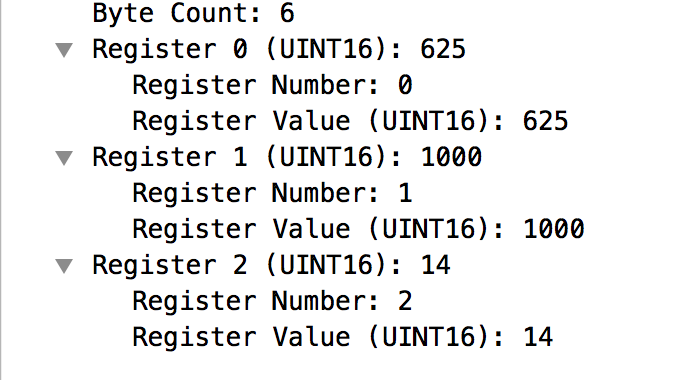 Byte Count: 6
Register 0 (UINT16): 625
Register Number: 0
Register Value (UINT16): 625
Register 1 (UINT16): 1000
Register Number: 1
Register Value (UINT16): 1000
Register 2 (UINT16): 14
Register Number: 2
Register Value (UINT16): 14